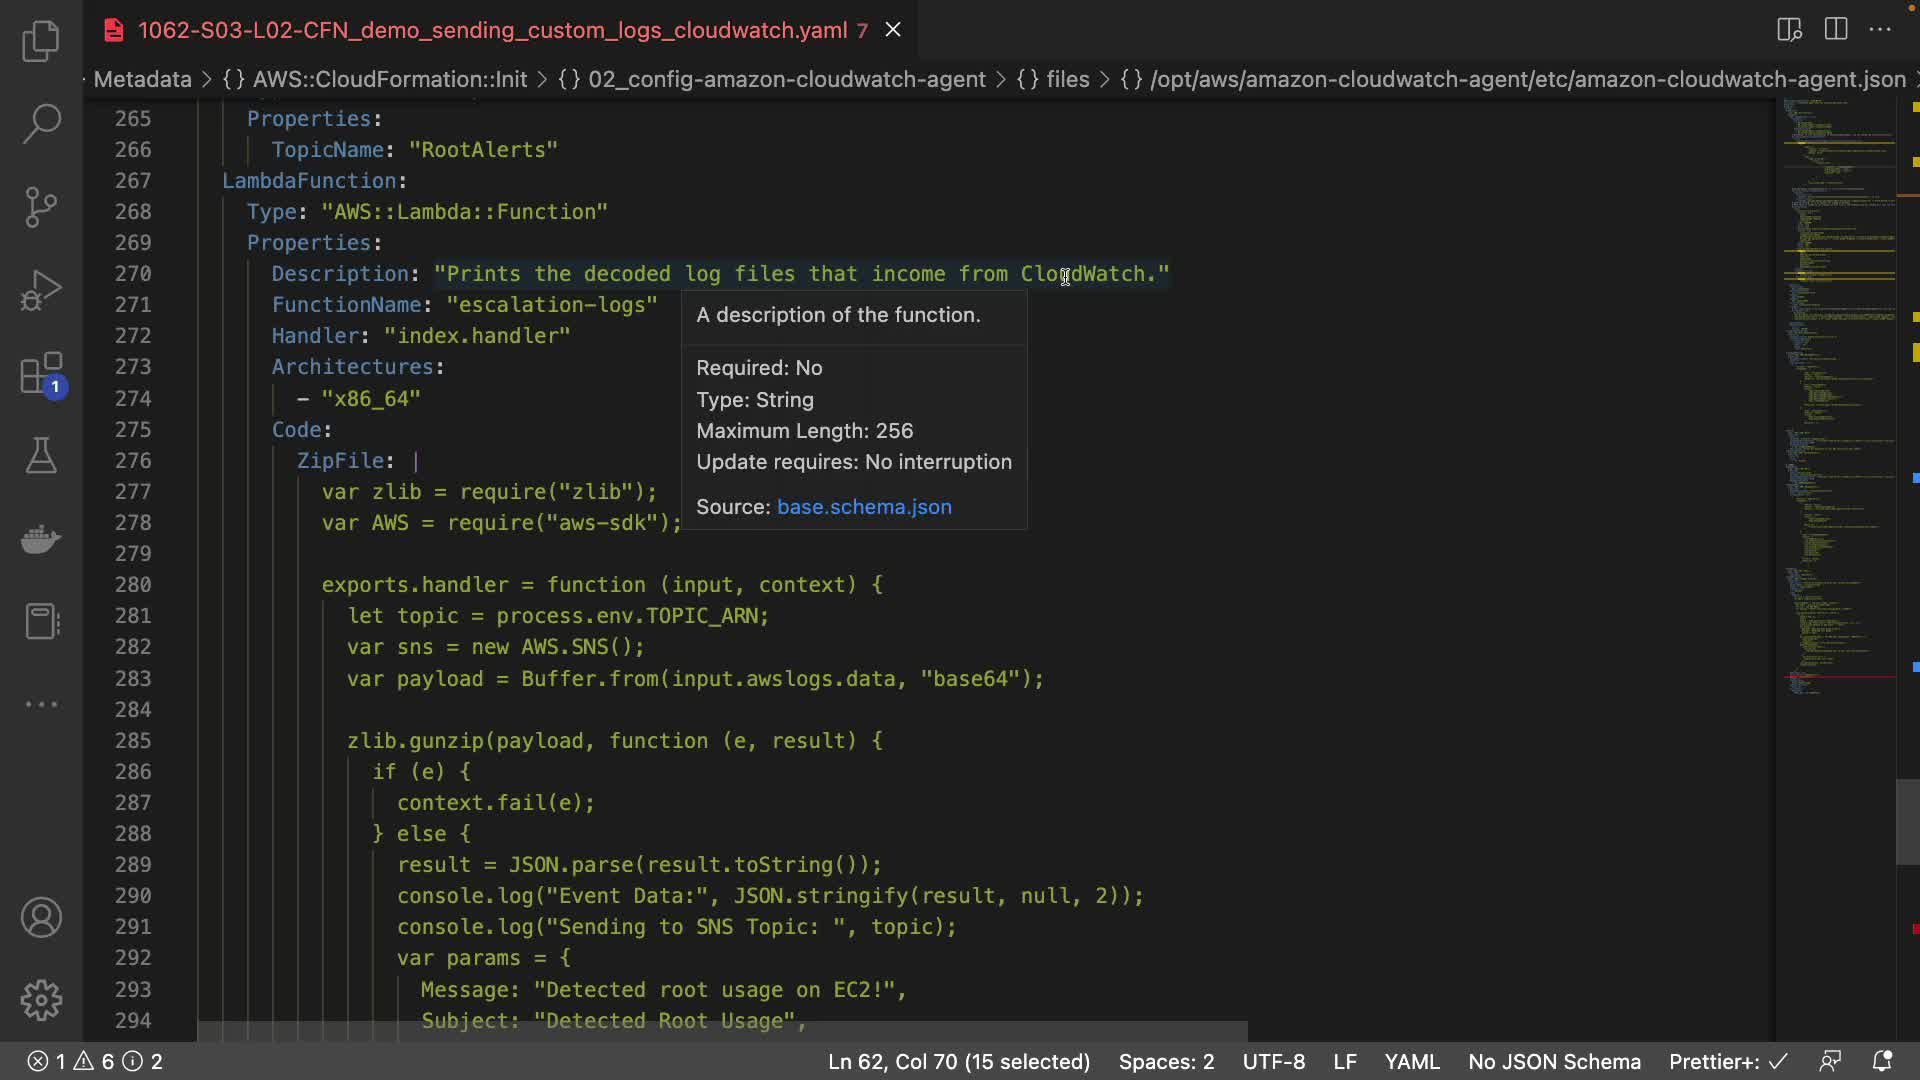 1062-S03-L02-CFN_demo_sending_custom_logs_cloudwatch.yaml 7
Metadata > {} AWS::CloudFormation::Init > {} 02_config-amazon-cloudwatch-agent > {} files > {} /opt/aws/amazon-cloudwatch-agent/etc/amazon-cloudwatch-agent.json
265 Properties:
266 TopicName: "RootAlerts"
267 LambdaFunction:
268 Type: "AWS::Lambda::Function"
269 Properties:
270 Description: "Prints the decoded log files that income from CloudWatch."
271 FunctionName: "escalation-logs"
272 Handler: "index.handler"
273 Architectures:
274 - "x86_64"
275 Code:
276 ZipFile: |
277 var zlib = require("zlib");
278 var AWS = require("aws-sdk");
279
280 exports.handler = function (input, context) {
281 let topic = process.env.TOPIC_ARN;
282 var sns = new AWS.SNS();
283 var payload = Buffer.from(input.awslogs.data, "base64");
284
285 zlib.gunzip(payload, function (e, result) {
286 if (e) {
287 context.fail(e);
288 } else {
289 result = JSON.parse(result.toString());
290 console.log("Event Data:", JSON.stringify(result, null, 2));
291 console.log("Sending to SNS Topic: ", topic);
292 var params = {
293 Message: "Detected root usage on EC2!",
294 Subject: "Detected Root Usage",
A description of the function.
Required: No
Type: String
Maximum Length: 256
Update requires: No interruption
Source: base.schema.json
1
1 6 2 Ln 62, Col 70 (15 selected) Spaces: 2 UTF-8 LF YAML No JSON Schema Prettier+: ✓